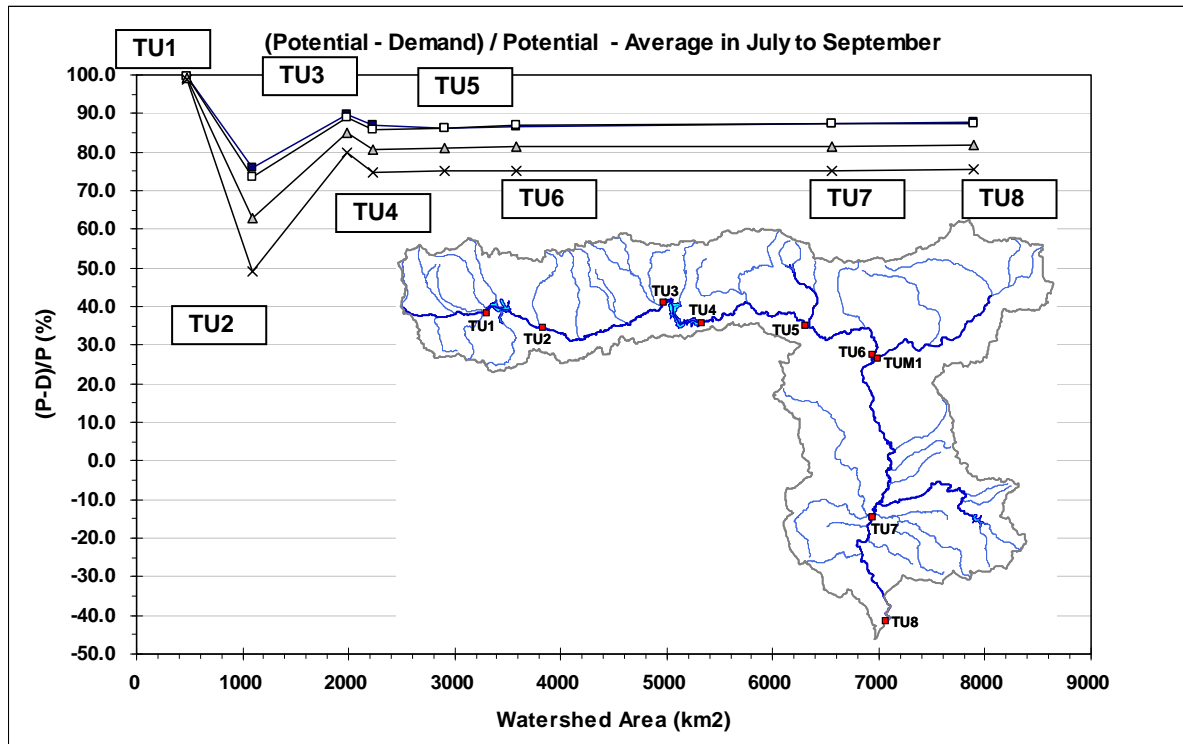 (Potential - Demand) / Potential - Average in July to September
TU1
TU3
TU5
TU4
TU6
TU7
TU8
TU2
(P-D)/P (%)
100.0
90.0
80.0
70.0
60.0
50.0
40.0
30.0
20.0
10.0
0.0
-10.0
-20.0
-30.0
-40.0
-50.0
TU1
TU2
TU3
TU4
TU5
TU6
TUM1
TU7
TU8
0 1000 2000 3000 4000 5000 6000 7000 8000 9000
Watershed Area (km2)